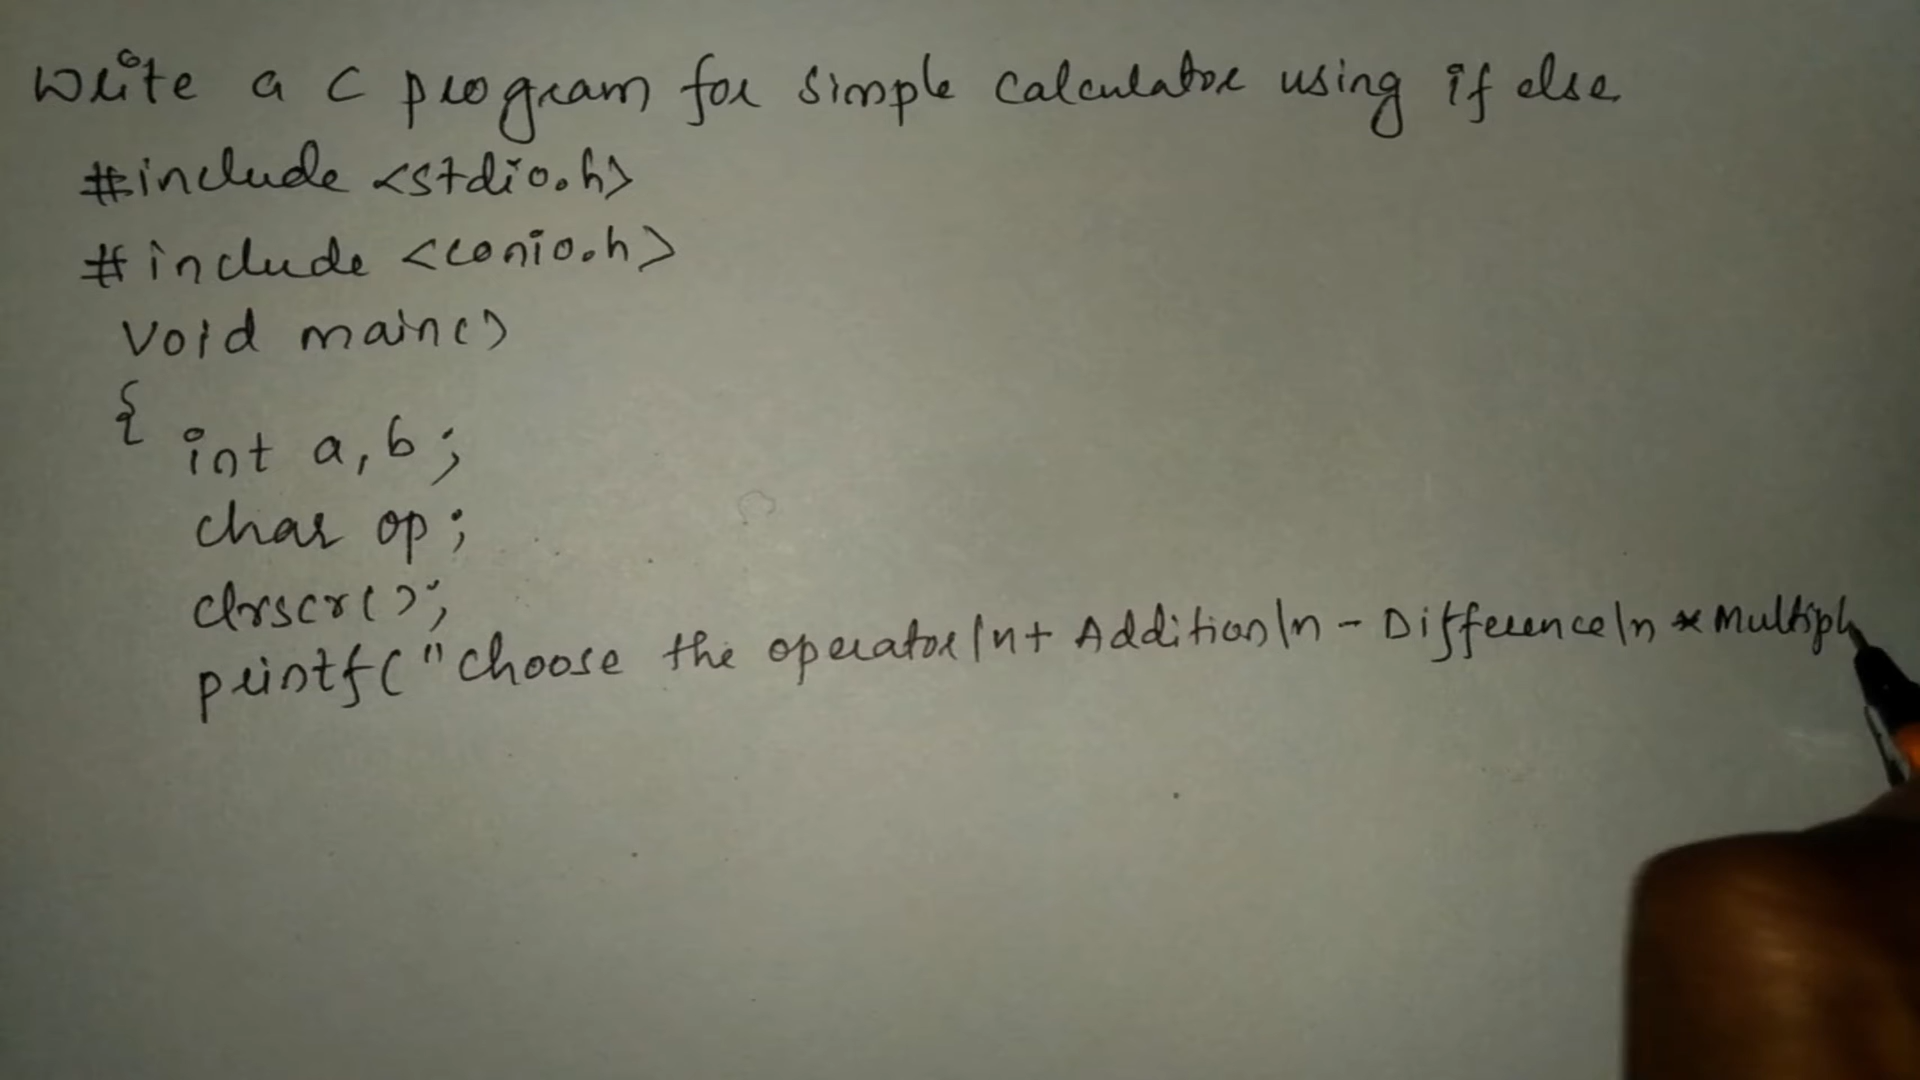 Write a C program for simple calculator using if else
#include <stdio.h>
#include <conio.h>
void main()
{
int a,b;
char op;
clrscr();
printf("Choose the operator\n+ Addition\n - Difference\n * Multipl